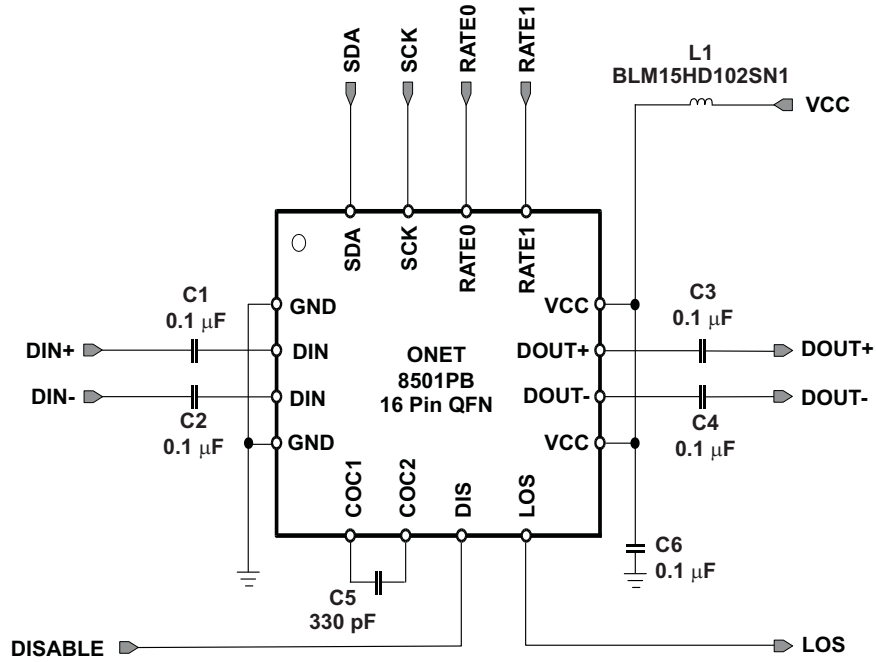 SDA
SCK
RATE0
RATE1
L1
BLM15HD102SN1
VCC
SDA
SCK
RATE0
RATE1
C1
0.1 μF
GND
VCC
C3
0.1 μF
DIN+
DIN
ONET
8501PB
16 Pin QFN
DOUT+
DOUT+
DIN-
DIN
DOUT-
DOUT-
C2
0.1 μF
GND
VCC
C4
0.1 μF
COC1
COC2
DIS
LOS
C6
0.1 μF
C5
330 pF
DISABLE
LOS